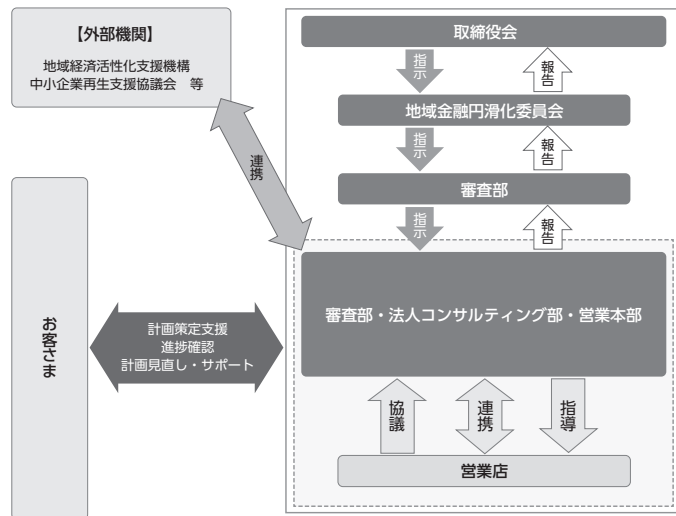 【外部機関】
地域経済活性化支援機構
中小企業再生支援協議会　等
取締役会
指示
報告
地域金融円滑化委員会
指示
報告
連携
審査部
指示
報告
お客さま
計画策定支援
進捗確認
計画見直し・サポート
審査部・法人コンサルティング部・営業本部
協議
連携
指導
営業店